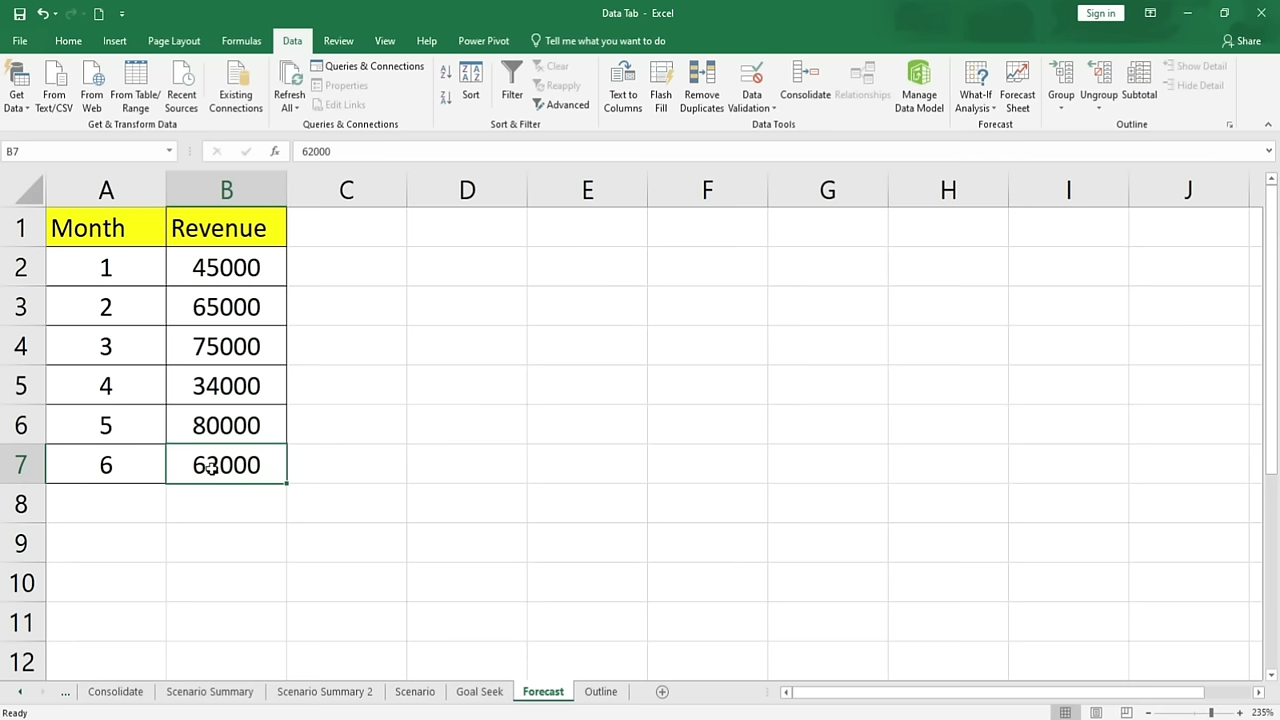 Data Tab - Excel
Sign in
File Home Insert Page Layout Formulas Data Review View Help Power Pivot Tell me what you want to do Share
Get Data
From Text/CSV
From Web
From Table/ Range
Recent Sources
Existing Connections
Get & Transform Data
Refresh All
Queries & Connections
Properties
Edit Links
Queries & Connections
Sort
Filter
Clear
Reapply
Advanced
Sort & Filter
Text to Columns
Flash Fill
Remove Duplicates
Data Validation
Consolidate
Relationships
Manage Data Model
Data Tools
What-If Analysis
Forecast Sheet
Forecast
Group
Ungroup
Subtotal
Show Detail
Hide Detail
Outline
B7 fx 62000
A B C D E F G H I J
1 Month Revenue
2 1 45000
3 2 65000
4 3 75000
5 4 34000
6 5 80000
7 6 62000
8
9
10
11
12
... Consolidate Scenario Summary Scenario Summary 2 Scenario Goal Seek Forecast Outline
Ready 235%